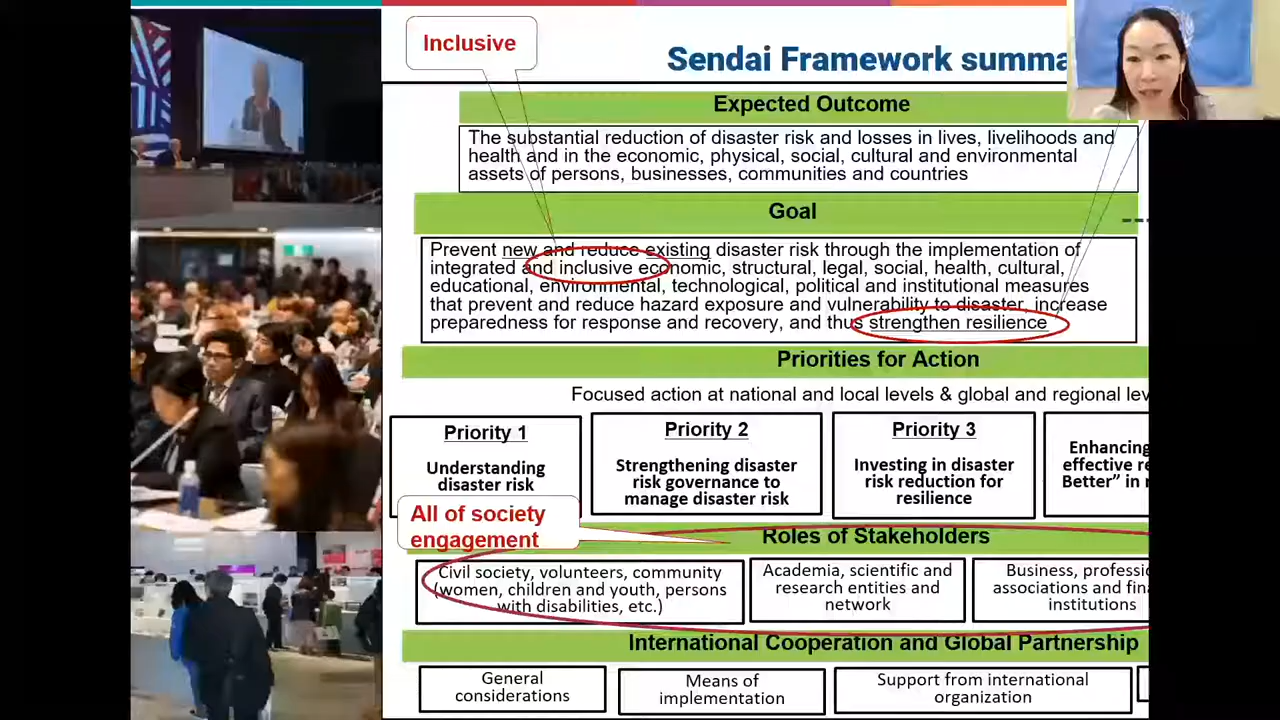 Inclusive
Sendai Framework summa
Expected Outcome
The substantial reduction of disaster risk and losses in lives, livelihoods and
health and in the economic, physical, social, cultural and environmental
assets of persons, businesses, communities and countries
Goal
Prevent new and reduce existing disaster risk through the implementation of
integrated and inclusive economic, structural, legal, social, health, cultural,
educational, environmental, technological, political and institutional measures
that prevent and reduce hazard exposure and vulnerability to disaster, increase
preparedness for response and recovery, and thus strengthen resilience
Priorities for Action
Focused action at national and local levels & global and regional lev
Priority 1
Understanding
disaster risk
Priority 2
Strengthening disaster
risk governance to
manage disaster risk
Priority 3
Investing in disaster
risk reduction for
resilience
Enhancing
effective re
Better” in r
All of society
engagement
Roles of Stakeholders
Civil society, volunteers, community
(women, children and youth, persons
with disabilities, etc.)
Academia, scientific and
research entities and
network
Business, professio
associations and fina
institutions
International Cooperation and Global Partnership
General
considerations
Means of
implementation
Support from international
organization